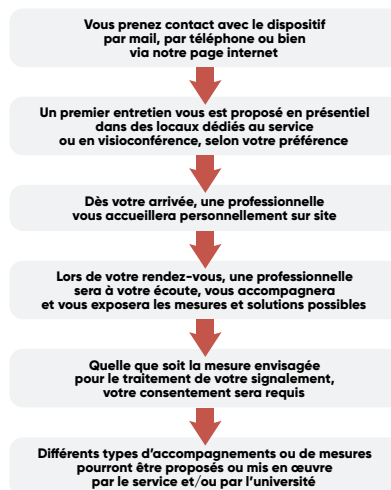 Vous prenez contact avec le dispositif
par mail, par téléphone ou bien
via notre page internet
Un premier entretien vous est proposé en présentiel
dans des locaux dédiés au service
ou en visioconférence, selon votre préférence
Dès votre arrivée, une professionnelle
vous accueillera personnellement sur site
Lors de votre rendez-vous, une professionnelle
sera à votre écoute, vous accompagnera
et vous exposera les mesures et solutions possibles
Quelle que soit la mesure envisagée
pour le traitement de votre signalement,
votre consentement sera requis
Différents types d'accompagnements ou de mesures
pourront être proposés ou mis en œuvre
par le service et/ou par l'université